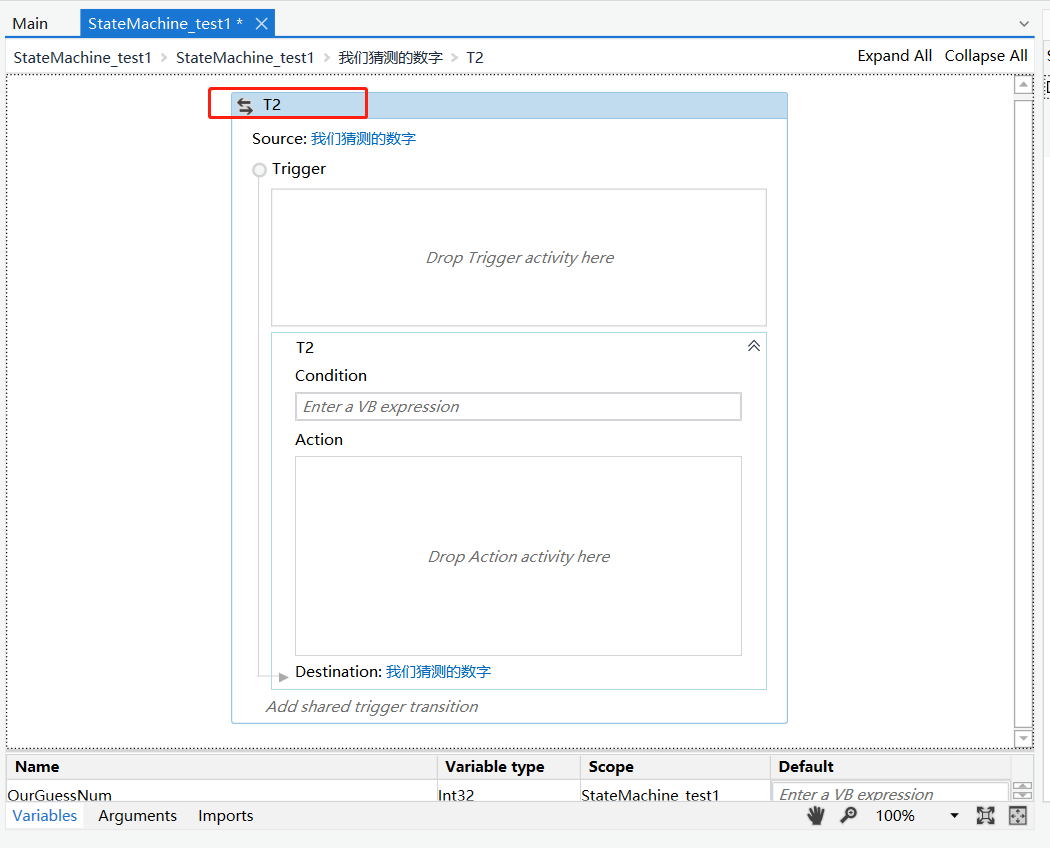 Main StateMachine_test1 *
StateMachine_test1 > StateMachine_test1 > 我们猜测的数字 > T2 Expand All Collapse All
T2
Source: 我们猜测的数字
Trigger
Drop Trigger activity here
T2
Condition
Enter a VB expression
Action
Drop Action activity here
Destination: 我们猜测的数字
Add shared trigger transition
Name Variable type Scope Default
OurGuessNum Int32 StateMachine_test1 Enter a VB expression
Variables Arguments Imports 100%